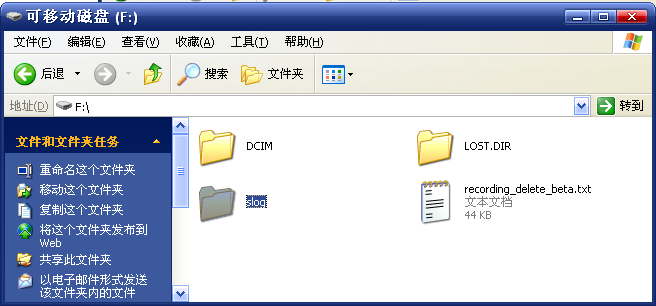 可移动磁盘 (F:)
文件(F) 编辑(E) 查看(V) 收藏(A) 工具(T) 帮助(H)
后退 搜索 文件夹
地址(D) F:\ 转到
文件和文件夹任务
重命名这个文件夹
移动这个文件夹
复制这个文件夹
将这个文件夹发布到
Web
共享此文件夹
以电子邮件形式发送
该文件夹内的文件
DCIM
LOST.DIR
slog
recording_delete_beta.txt
文本文档
44 KB